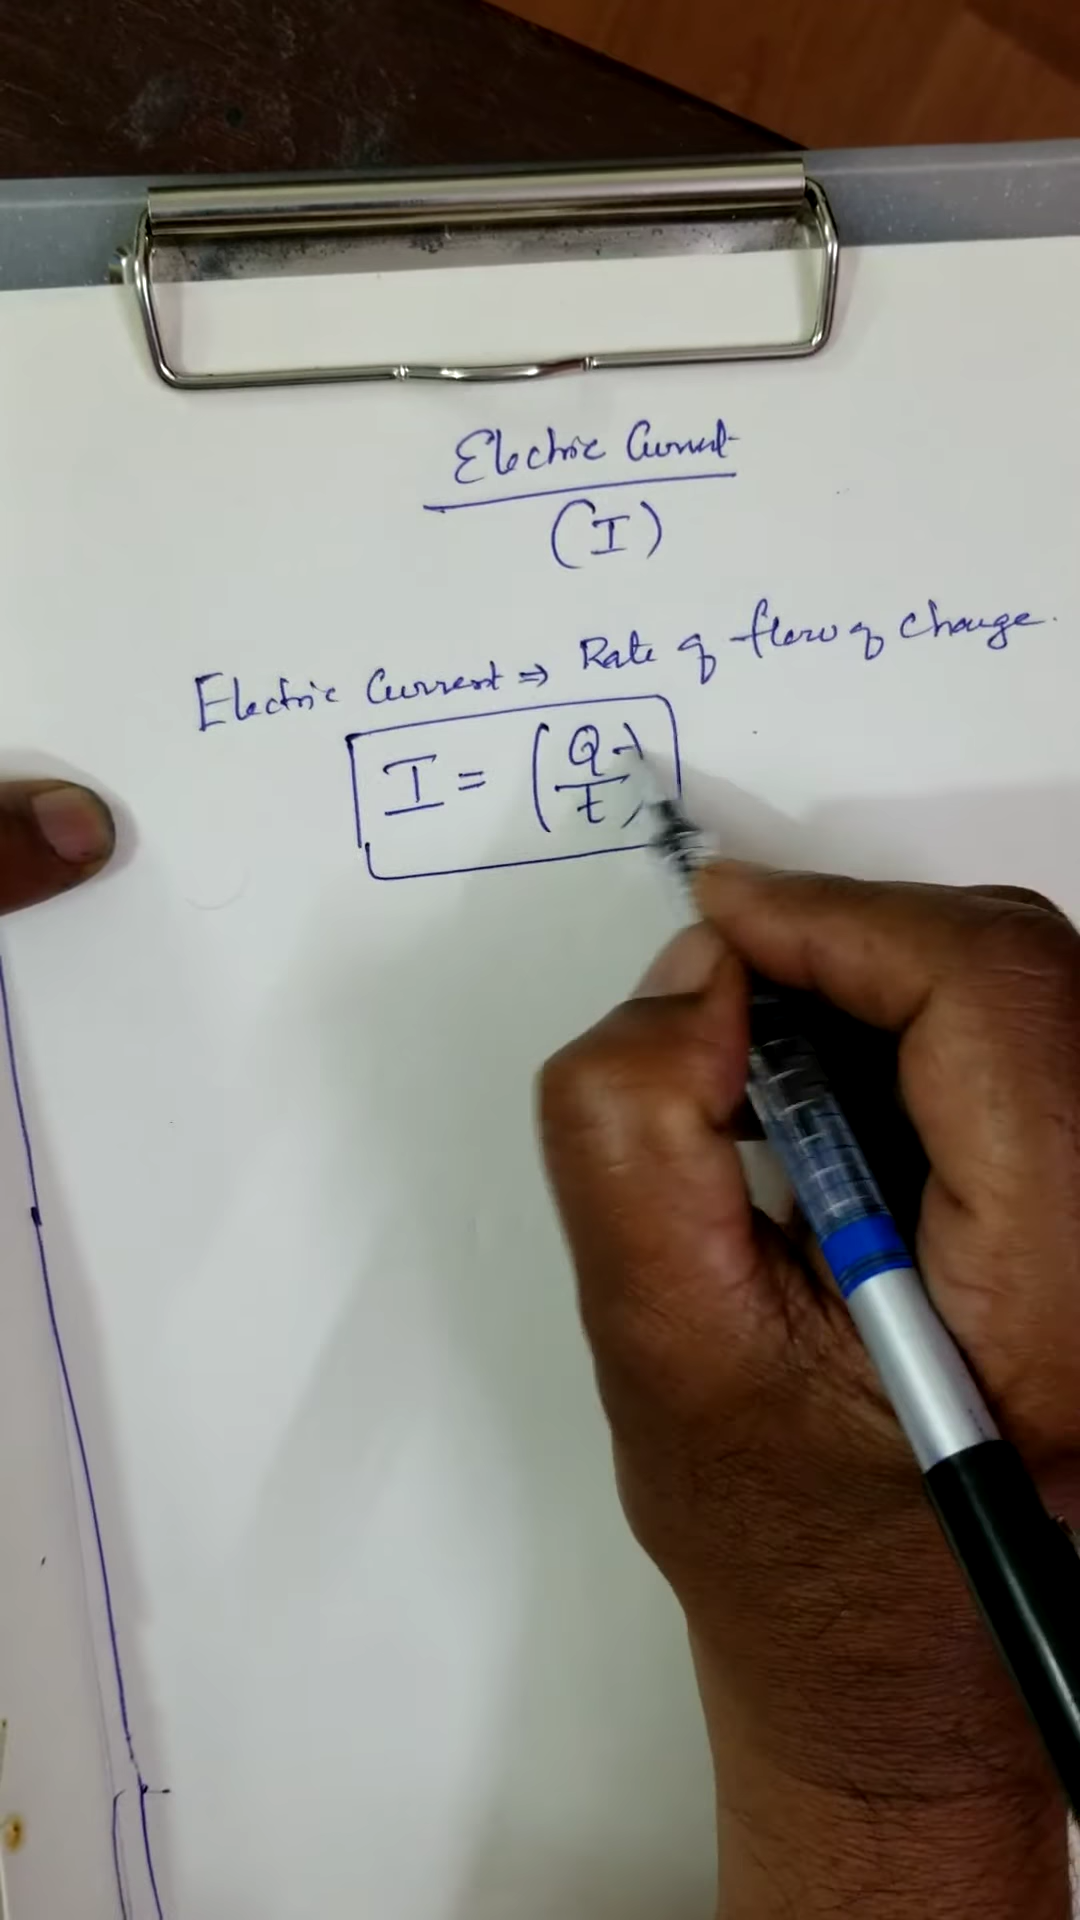 Electric Current
(I)
Electric Current ⇒ Rate of flow of Charge.
I = (Q/t)